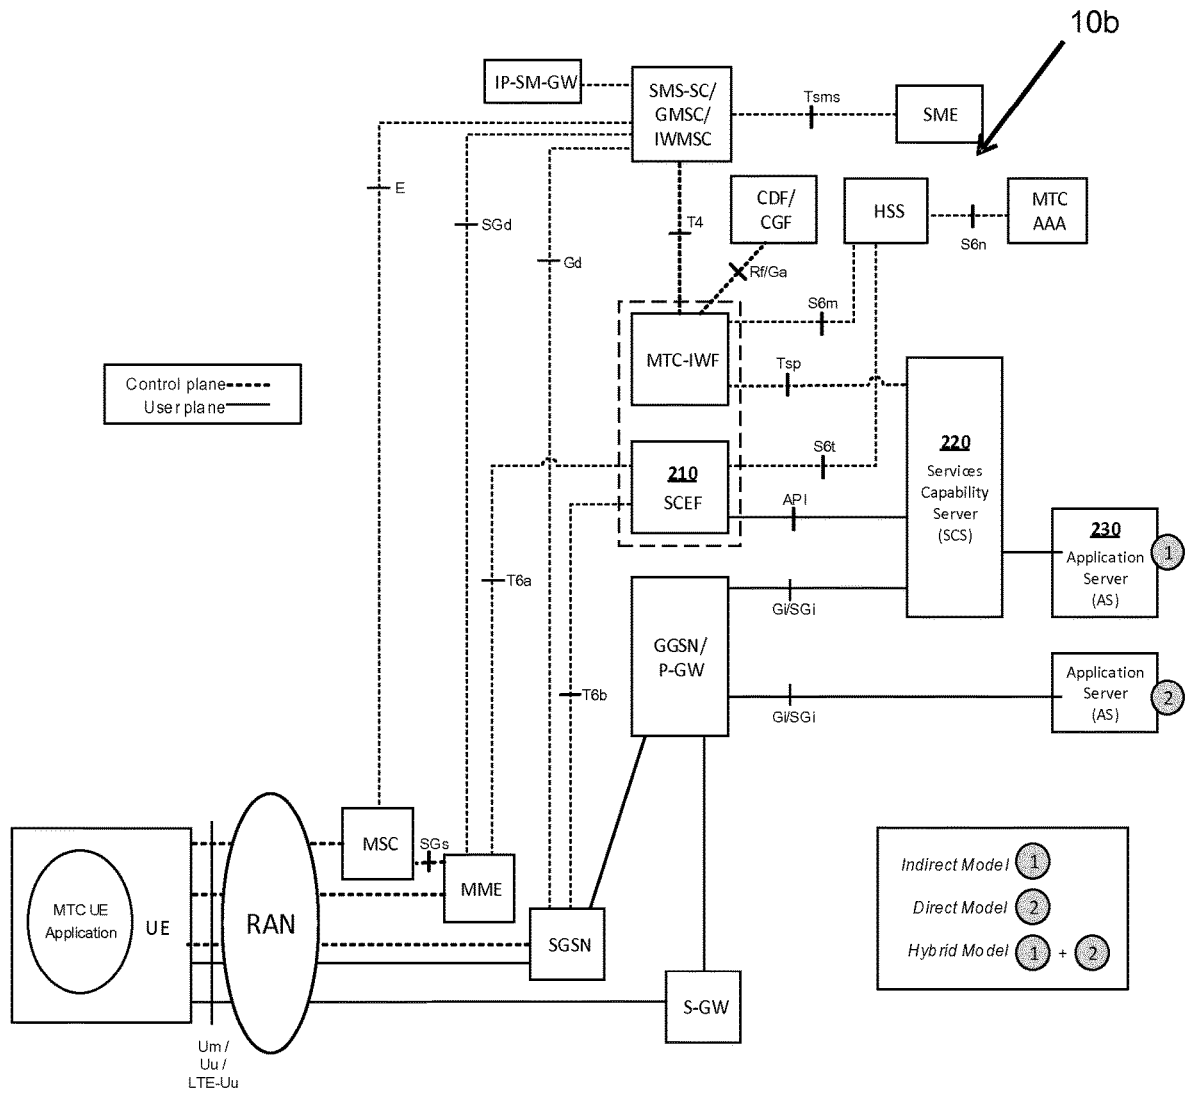 10b
IP-SM-GW
SMS-SC/
GMSC/
IWMSC
Tsms
SME
E
SGd
Gd
T4
CDF/
CGF
Rf/Ga
HSS
S6n
MTC
AAA
S6m
MTC-IWF
Tsp
Control plane
User plane
210
SCEF
S6t
API
220
Services
Capability
Server
(SCS)
230
Application
Server
(AS)
1
T6a
Gi/SGi
GGSN/
P-GW
T6b
Gi/SGi
Application
Server
(AS)
2
MSC
SGs
MME
MTC UE
Application
UE
RAN
SGSN
S-GW
Um /
Uu /
LTE-Uu
Indirect Model 1
Direct Model 2
Hybrid Model 1 + 2